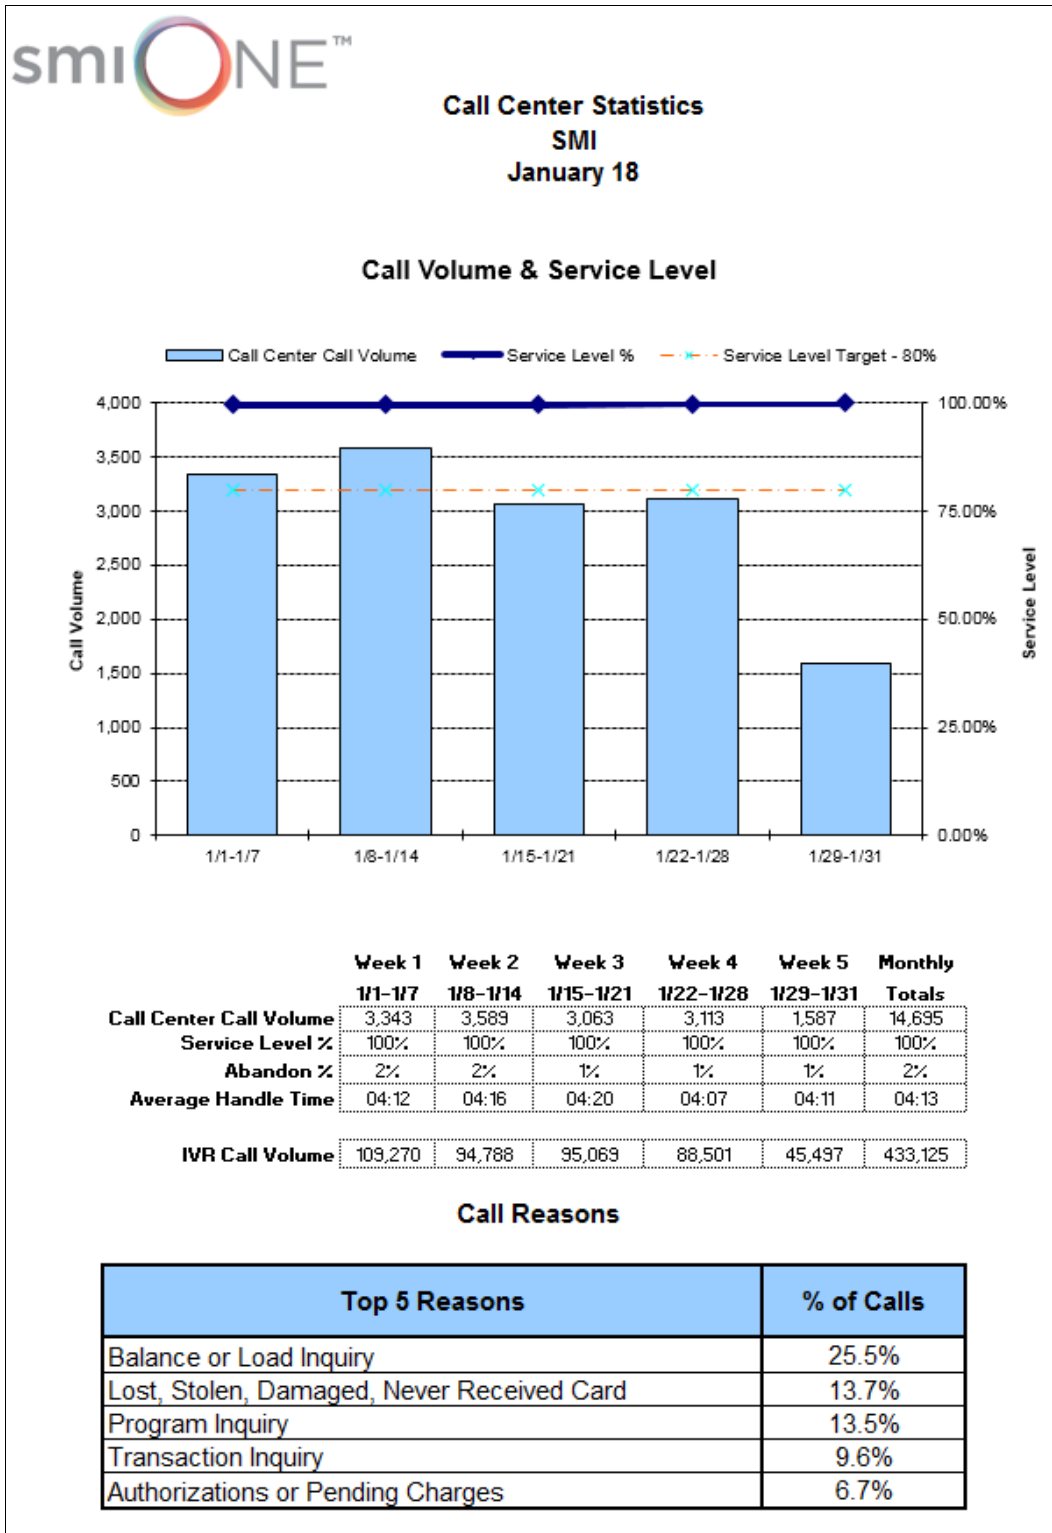 smiONE™
Call Center Statistics
SMI
January 18
Call Volume & Service Level
Call Center Call Volume Service Level % Service Level Target - 80%
4,000 100.00%
3,500
3,000 75.00%
2,500
2,000 50.00%
1,500
1,000 25.00%
500
0 0.00%
Call Volume
Service Level
1/1-1/7 1/8-1/14 1/15-1/21 1/22-1/28 1/29-1/31
Week 1 Week 2 Week 3 Week 4 Week 5 Monthly
1/1-1/7 1/8-1/14 1/15-1/21 1/22-1/28 1/29-1/31 Totals
Call Center Call Volume 3,343 3,589 3,063 3,113 1,587 14,695
Service Level % 100% 100% 100% 100% 100% 100%
Abandon % 2% 2% 1% 1% 1% 2%
Average Handle Time 04:12 04:16 04:20 04:07 04:11 04:13
IVR Call Volume 109,270 94,788 95,069 88,501 45,497 433,125
Call Reasons
Top 5 Reasons % of Calls
Balance or Load Inquiry 25.5%
Lost, Stolen, Damaged, Never Received Card 13.7%
Program Inquiry 13.5%
Transaction Inquiry 9.6%
Authorizations or Pending Charges 6.7%